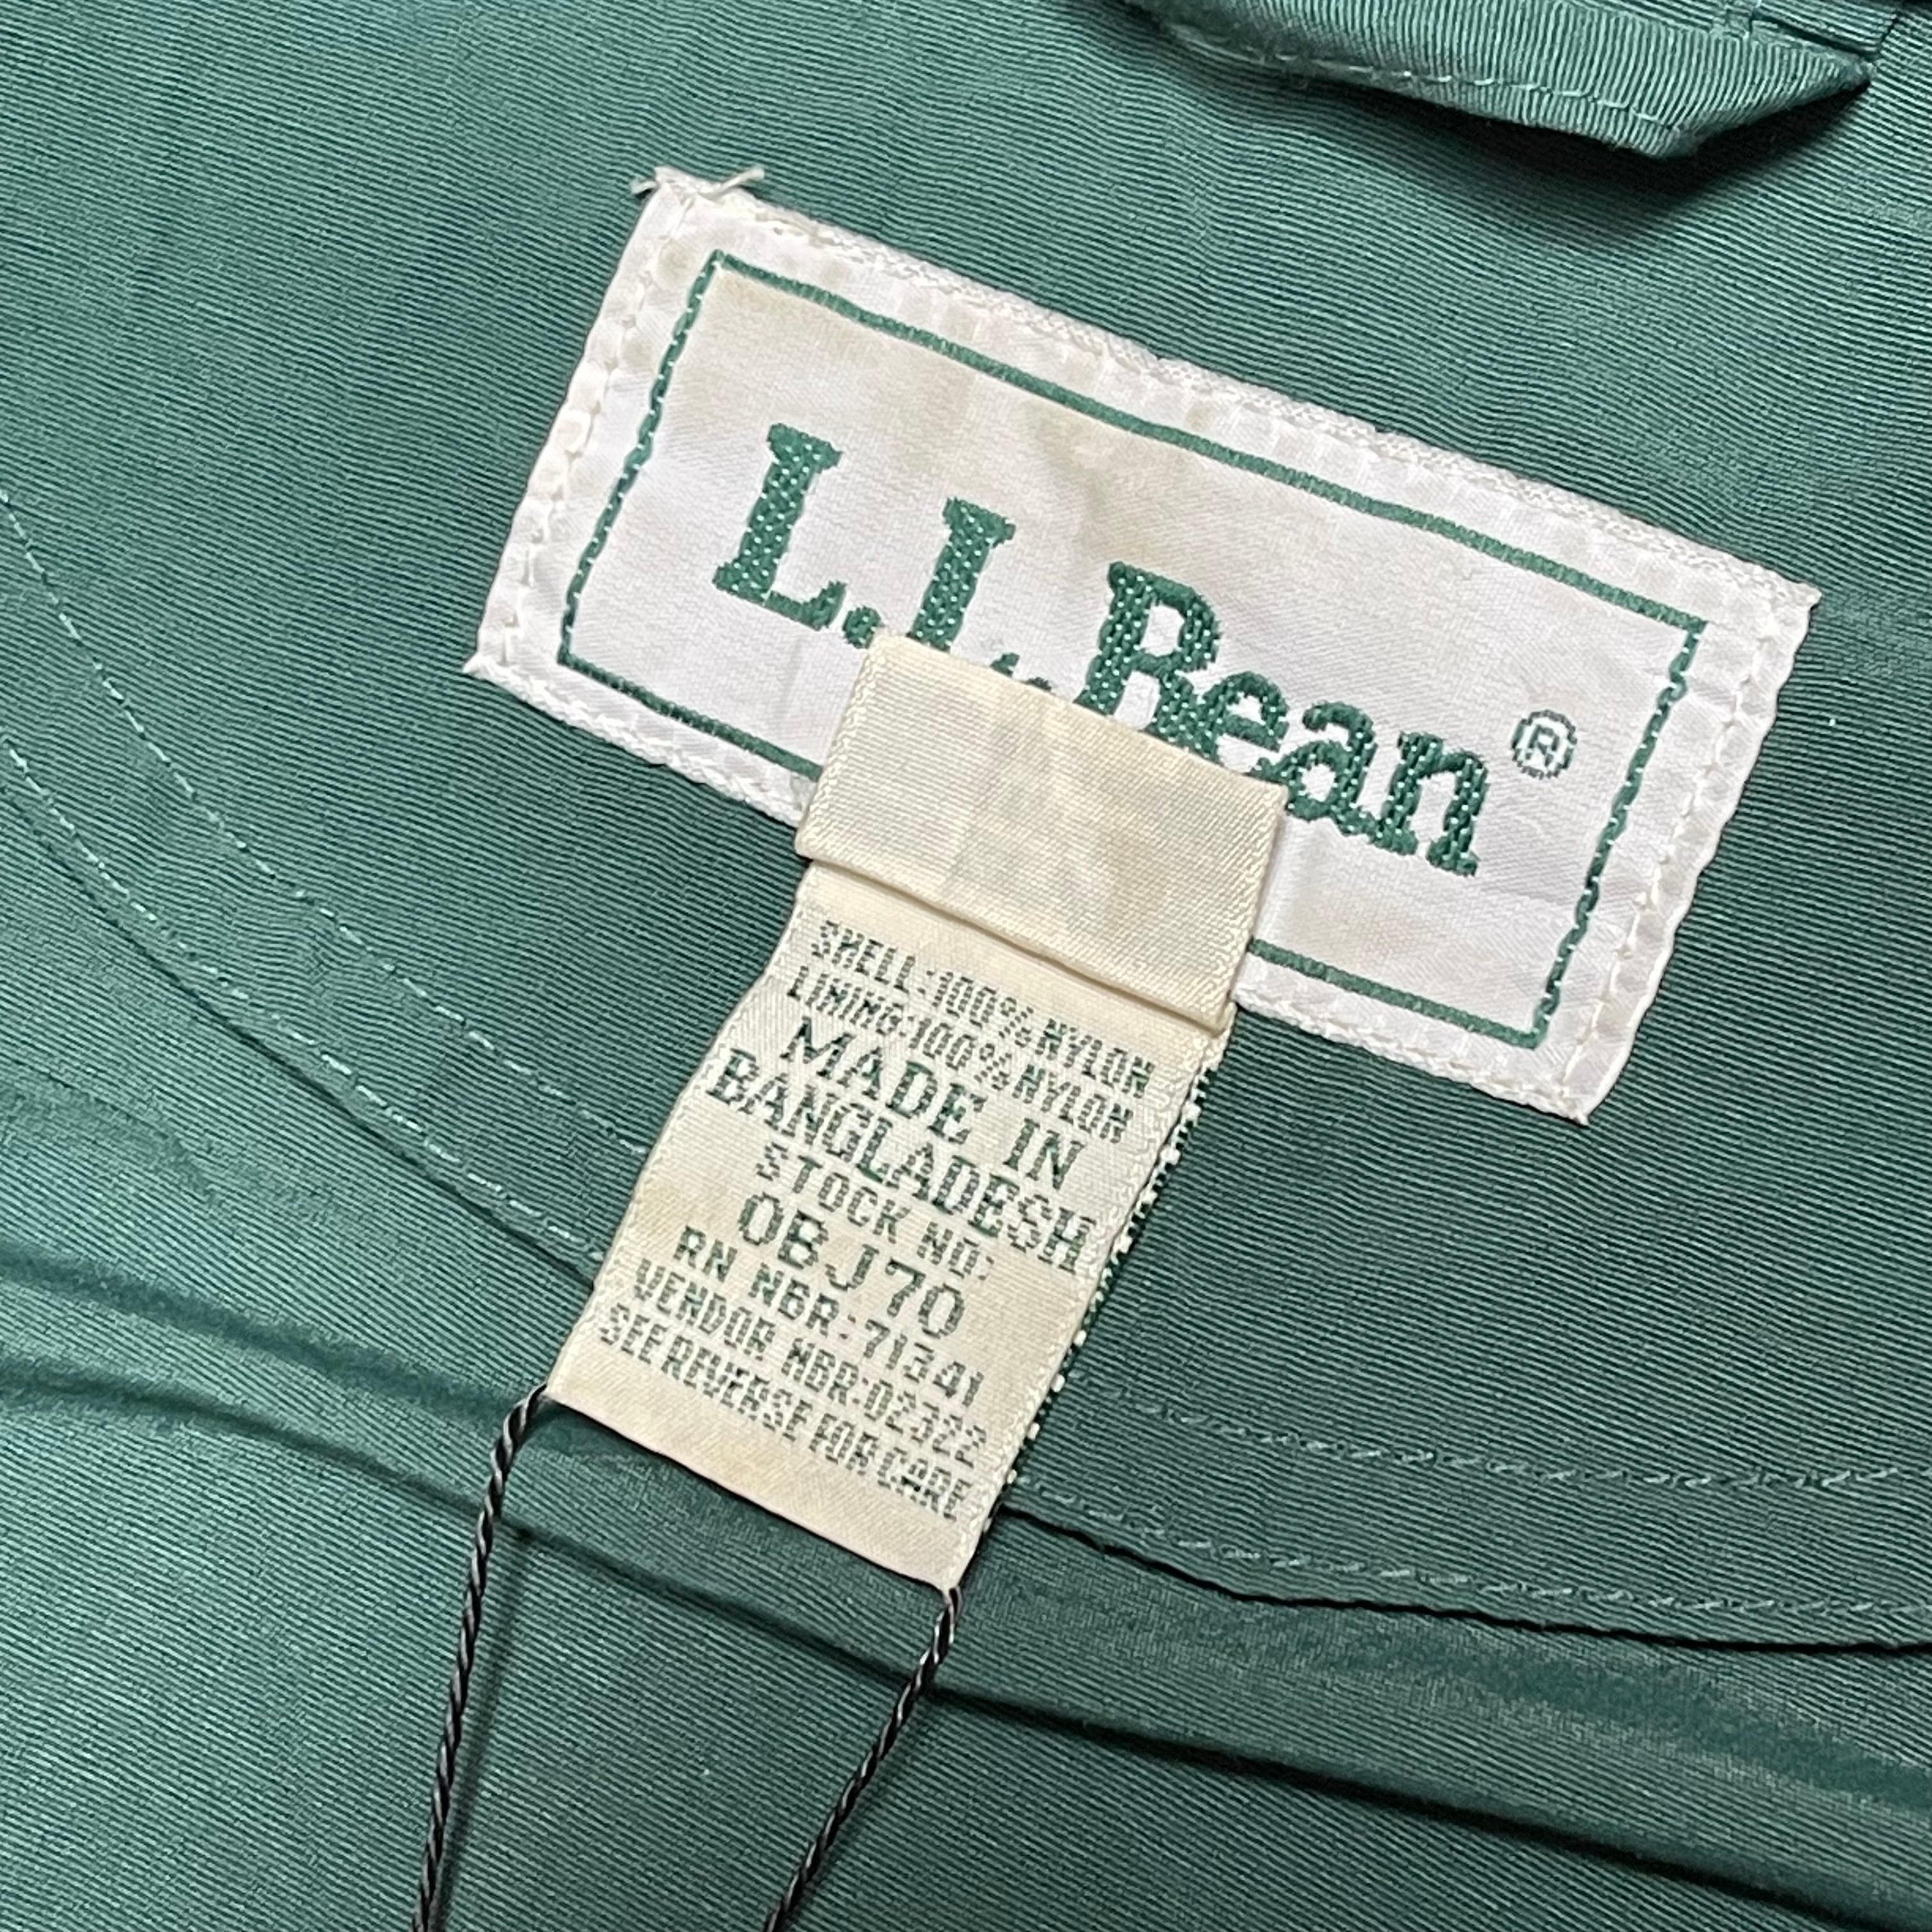 L.L.Bean®
SHELL:100% NYLON
LINING:100% NYLON
MADE IN
BANGLADESH
STOCK NO:
OBJ70
RN NBR:71341
VENDOR NBR:02322
SEE REVERSE FOR CARE